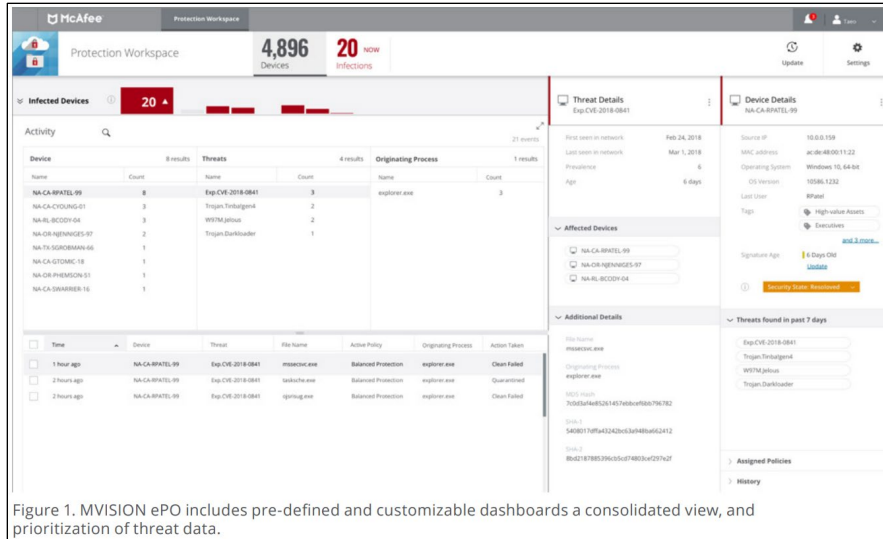 McAfee
Protection Workspace
Protection Workspace
4,896
Devices
20 NOW
Infections
Update
Settings
Infected Devices
20
Activity
21 events
Device 8 results
Name Count
NA-CA-RPATEL-99 8
NA-CA-CYOUNG-01 3
NA-RL-BCODY-04 3
NA-OR-NJENNIGES-97 2
NA-TX-SGROBMAN-66 1
NA-CA-GTOMIC-18 1
NA-OR-PHEMSON-51 1
NA-CA-SWARRIER-16 1
Threats 4 results
Name Count
Exp.CVE-2018-0841 3
Trojan.Tinbatgen4 2
W97M.Jelous 2
Trojan.Darkloader 1
Originating Process 1 results
Name Count
explorer.exe 3
Time Device Threat File Name Active Policy Originating Process Action Taken
1 hour ago NA-CA-RPATEL-99 Exp.CVE-2018-0841 mssecsvc.exe Balanced Protection explorer.exe Clean Failed
2 hours ago NA-CA-RPATEL-99 Exp.CVE-2018-0841 tasksche.exe Balanced Protection explorer.exe Quarantined
2 hours ago NA-CA-RPATEL-99 Exp.CVE-2018-0841 Balanced Protection explorer.exe Clean Failed
Threat Details
Exp.CVE-2018-0841
First seen in network Feb 24, 2018
Last seen in network Mar 1, 2018
Prevalence 6
Age 6 days
Affected Devices
NA-CA-RPATEL-99
NA-OR-NJENNIGES-97
NA-RL-BCODY-04
Additional Details
File Name
mssecsvc.exe
Originating Process
explorer.exe
MD5 Hash
SHA-1
SHA-2
Device Details
NA-CA-RPATEL-99
Source IP 10.0.0.159
MAC address ac:de:48:00:11:22
Operating System Windows 10, 64-bit
OS Version 10586.1232
Last User RPatel
Tags High-value Assets
Executives
and 3 more...
Signature Age 6 Days Old
Update
Security State: Resoloved
Threats found in past 7 days
Exp.CVE-2018-0841
Trojan.Tinbatgen4
W97M.Jelous
Trojan.Darkloader
Assigned Policies
History
Figure 1. MVISION ePO includes pre-defined and customizable dashboards a consolidated view, and
prioritization of threat data.